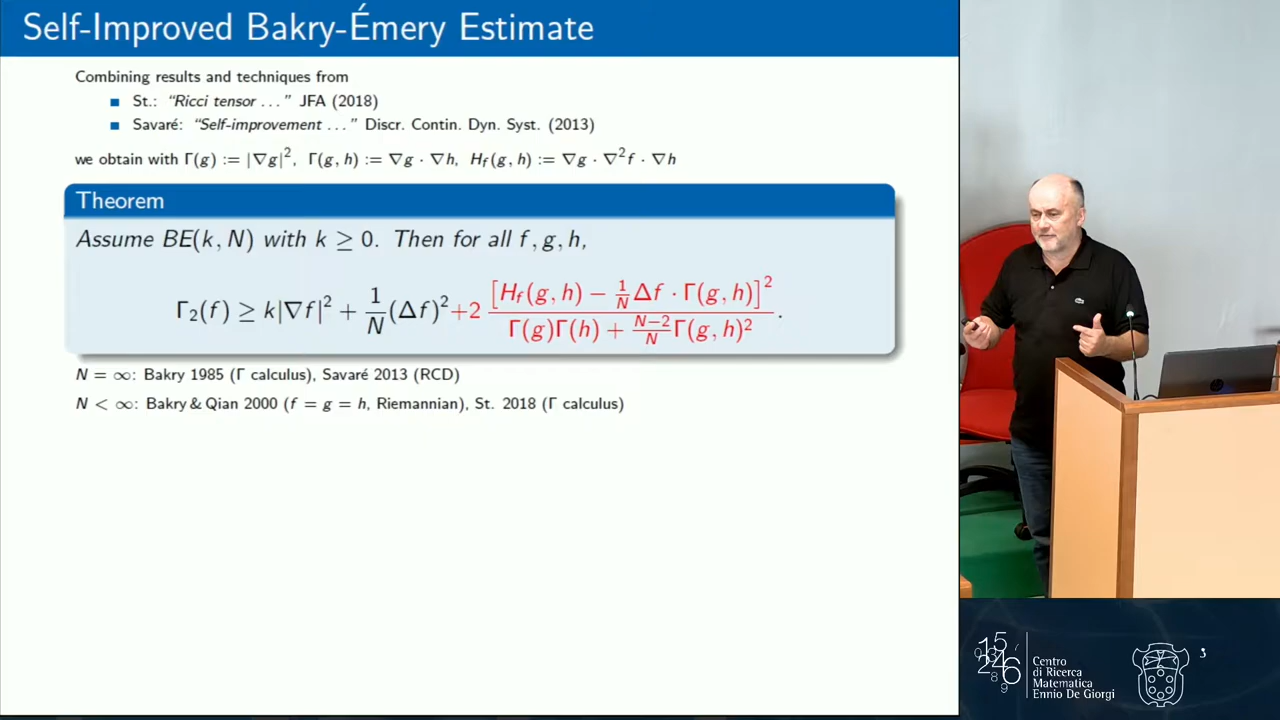 Self-Improved Bakry-Émery Estimate
Combining results and techniques from
St.: “Ricci tensor . . .” JFA (2018)
Savaré: “Self-improvement . . .” Discr. Contin. Dyn. Syst. (2013)
we obtain with Γ(g) := |∇g|², Γ(g, h) := ∇g · ∇h, H_f(g, h) := ∇g · ∇²f · ∇h
Theorem
Assume BE(k, N) with k ≥ 0. Then for all f, g, h,
Γ₂(f) ≥ k|∇f|² + 1/N (Δf)² + 2 [H_f(g, h) − 1/N Δf · Γ(g, h)]² / Γ(g)Γ(h) + N−2/N Γ(g, h)² .
N = ∞: Bakry 1985 (Γ calculus), Savaré 2013 (RCD)
N < ∞: Bakry & Qian 2000 (f = g = h, Riemannian), St. 2018 (Γ calculus)
Centro
di Ricerca
Matematica
Ennio De Giorgi